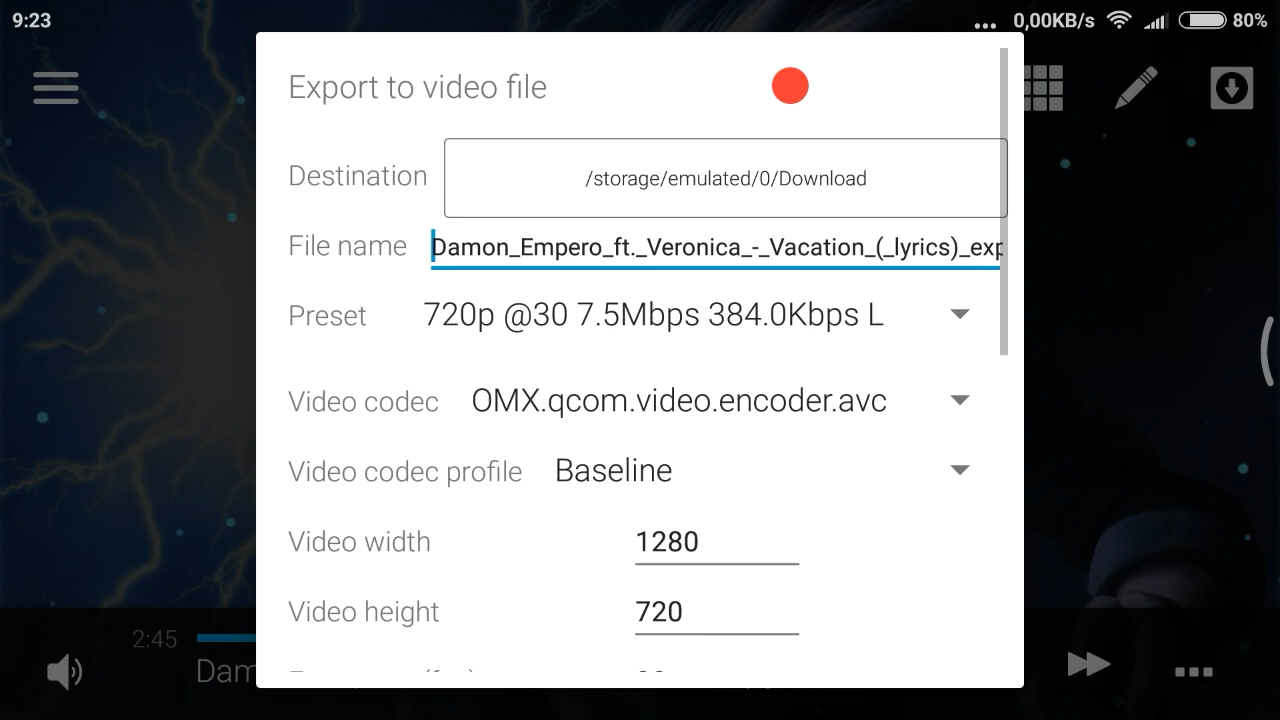 9:23
0,00KB/s 80%
Export to video file
Destination /storage/emulated/0/Download
File name Damon_Empero_ft._Veronica_-_Vacation_(_lyrics)_exp
Preset 720p @30 7.5Mbps 384.0Kbps L
Video codec OMX.qcom.video.encoder.avc
Video codec profile Baseline
Video width 1280
Video height 720
2:45
Dam